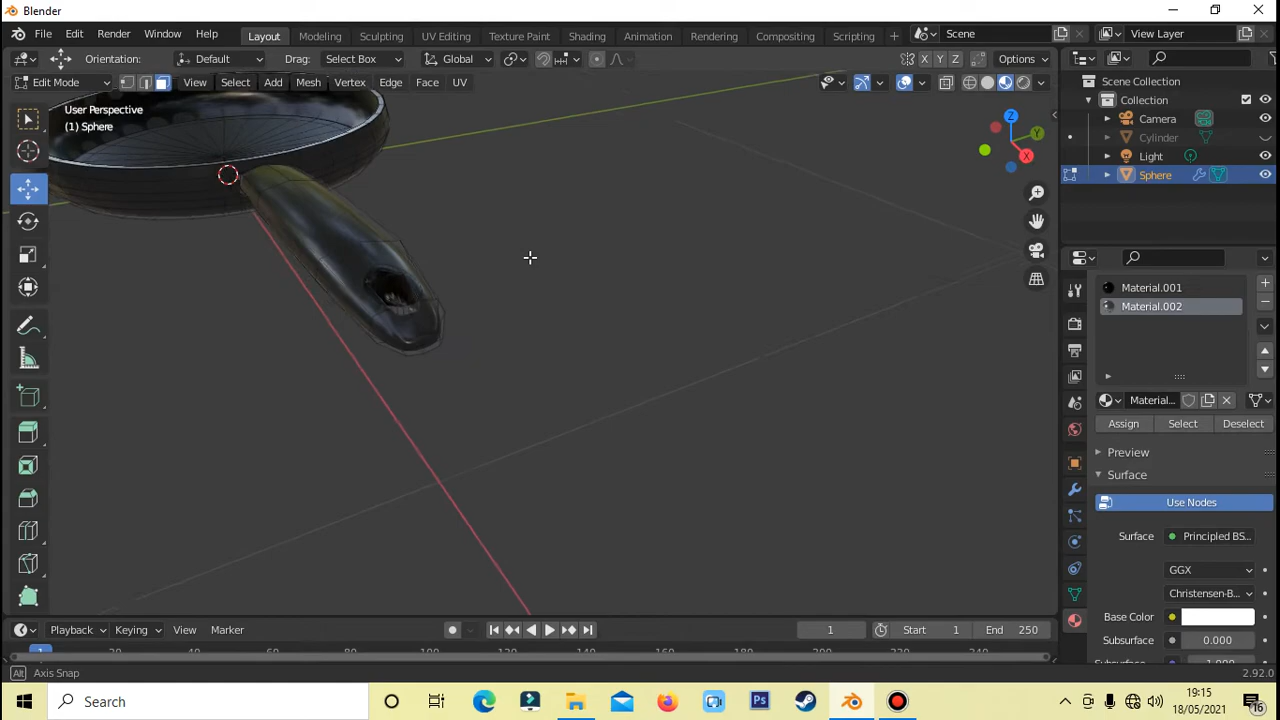 Blender
File Edit Render Window Help Layout Modeling Sculpting UV Editing Texture Paint Shading Animation Rendering Compositing Scripting + Scene View Layer
Orientation: Default Drag: Select Box Global X Y Z Options
Edit Mode View Select Add Mesh Vertex Edge Face UV
User Perspective
(1) Sphere
Z
Y
X
Scene Collection
Collection
Camera
Cylinder
Light
Sphere
Material.001
Material.002
Material...
Assign Select Deselect
Preview
Surface
Use Nodes
Surface Principled BS...
GGX
Christensen-B...
Base Color
Subsurface 0.000
Playback Keying View Marker 1 Start 1 End 250
Axis Snap 2.92.0
Search
Ps
19:15
18/05/2021
16